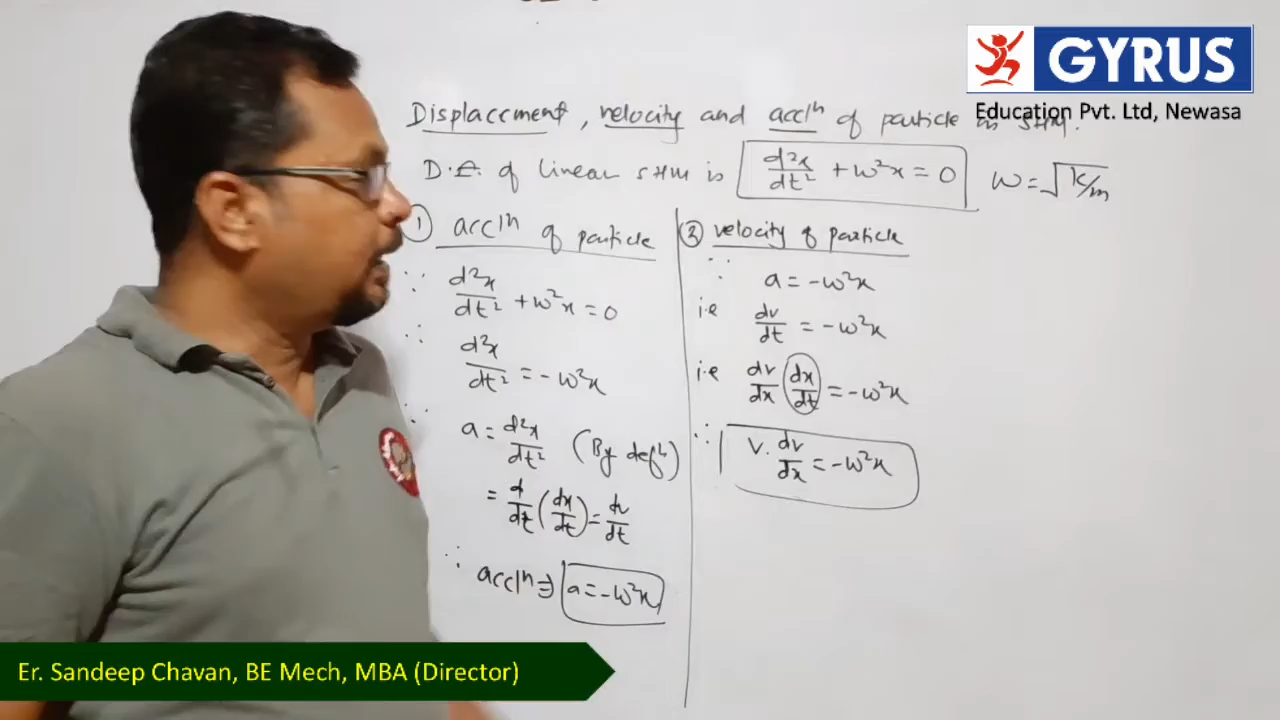 GYRUS
Education Pvt. Ltd, Newasa
Displacement, velocity and accl^n of particle in SHM.
D.E. of linear SHM is d²x/dt² + ω²x = 0 ω = √k/m
① accl^n of particle
∵ d²x/dt² + ω²x = 0
∴ d²x/dt² = -ω²x
∵ a = d²x/dt² (By def^n)
= d/dt (dx/dt) = dv/dt
∴ accl^n ⇒ a = -ω²x
② velocity of particle
∵ a = -ω²x
i.e dv/dt = -ω²x
i.e dv/dx dx/dt = -ω²x
∴ v. dv/dx = -ω²x
Er. Sandeep Chavan, BE Mech, MBA (Director)